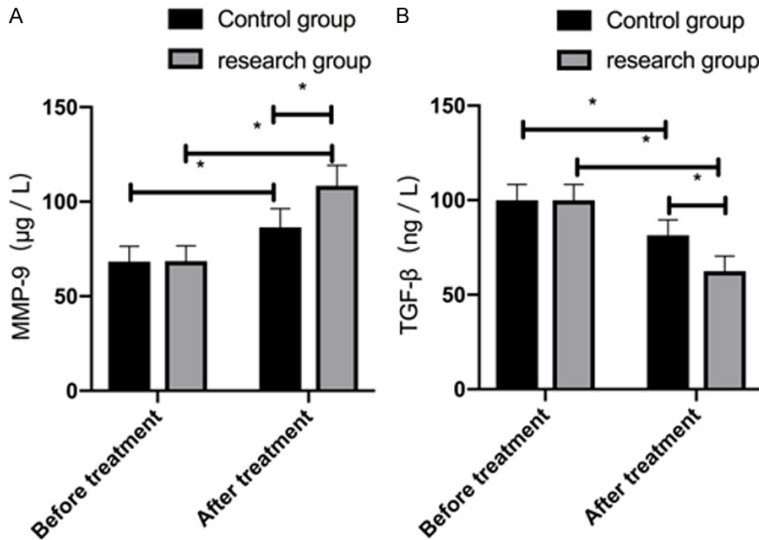 A
Control group
research group
MMP-9 (μg / L)
150
100
50
0
*
*
*
Before treatment
After treatment
B
Control group
research group
TGF-β (ng / L)
150
100
50
0
*
*
*
Before treatment
After treatment